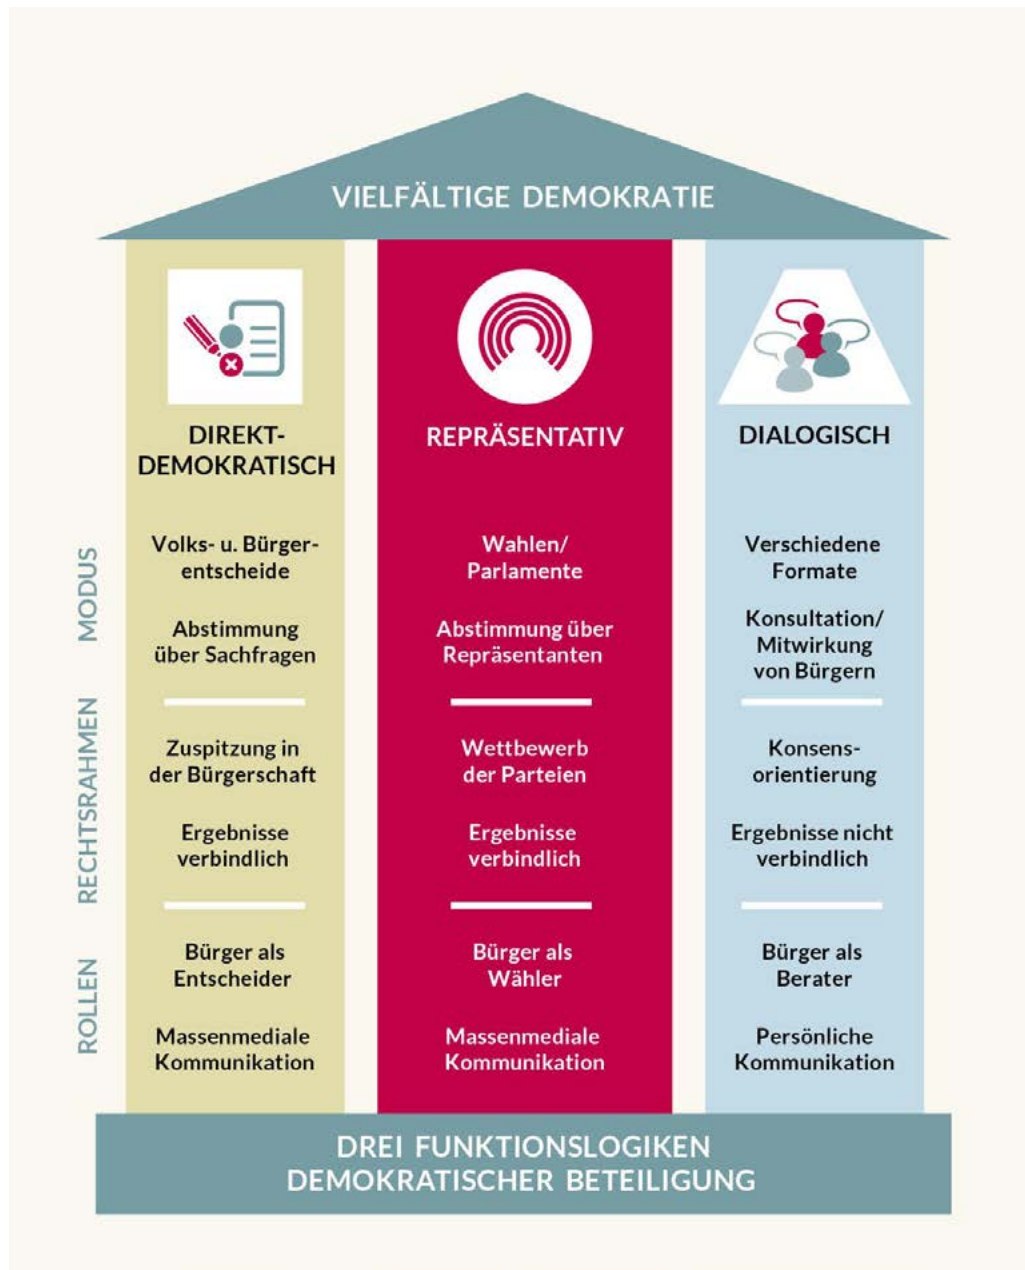 VIELFÄLTIGE DEMOKRATIE
DIREKT-
DEMOKRATISCH
REPRÄSENTATIV
DIALOGISCH
MODUS
Volks- u. Bürger-
entscheide
Abstimmung
über Sachfragen
Wahlen/
Parlamente
Abstimmung über
Repräsentanten
Verschiedene
Formate
Konsultation/
Mitwirkung
von Bürgern
RECHTSRAHMEN
Zuspitzung in
der Bürgerschaft
Ergebnisse
verbindlich
Wettbewerb
der Parteien
Ergebnisse
verbindlich
Konsens-
orientierung
Ergebnisse nicht
verbindlich
ROLLEN
Bürger als
Entscheider
Massenmediale
Kommunikation
Bürger als
Wähler
Massenmediale
Kommunikation
Bürger als
Berater
Persönliche
Kommunikation
DREI FUNKTIONSLOGIKEN
DEMOKRATISCHER BETEILIGUNG